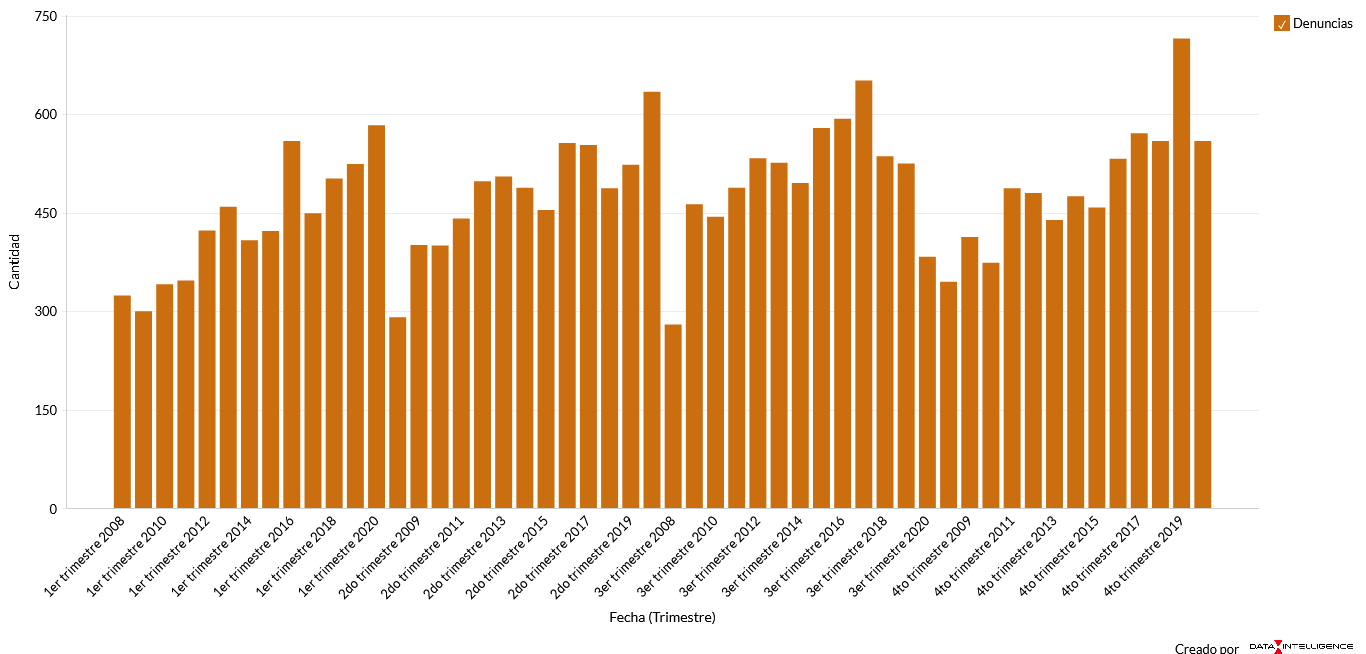 750
600
450
300
150
0
Cantidad
✓ Denuncias
1er trimestre 2008
1er trimestre 2010
1er trimestre 2012
1er trimestre 2014
1er trimestre 2016
1er trimestre 2018
1er trimestre 2020
2do trimestre 2009
2do trimestre 2011
2do trimestre 2013
2do trimestre 2015
2do trimestre 2017
2do trimestre 2019
3er trimestre 2008
3er trimestre 2010
3er trimestre 2012
3er trimestre 2014
3er trimestre 2016
3er trimestre 2018
3er trimestre 2020
4to trimestre 2009
4to trimestre 2011
4to trimestre 2013
4to trimestre 2015
4to trimestre 2017
4to trimestre 2019
Fecha (Trimestre)
Creado por DATA INTELLIGENCE